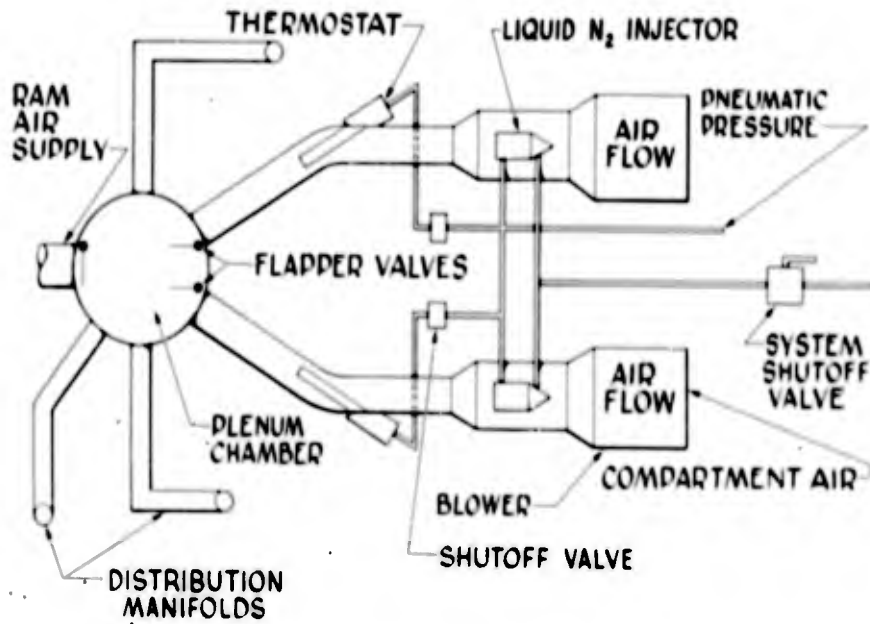 THERMOSTAT
LIQUID N₂ INJECTOR
RAM
AIR
SUPPLY
AIR
FLOW
PNEUMATIC
PRESSURE
FLAPPER VALVES
SYSTEM
SHUTOFF
VALVE
AIR
FLOW
PLENUM
CHAMBER
COMPARTMENT AIR
BLOWER
SHUTOFF VALVE
DISTRIBUTION
MANIFOLDS